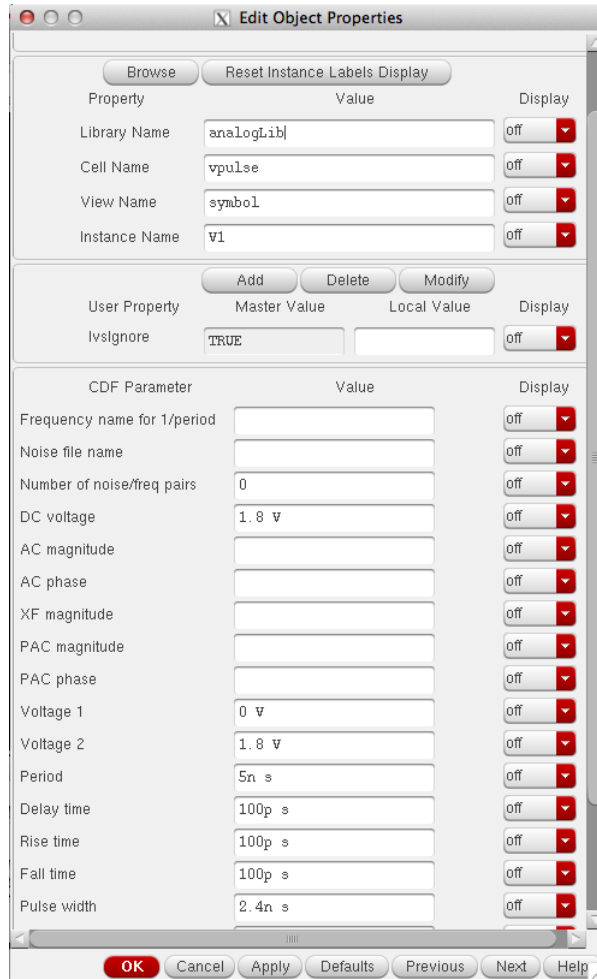 X Edit Object Properties
Browse Reset Instance Labels Display
Property Value Display
Library Name analogLib off
Cell Name vpulse off
View Name symbol off
Instance Name V1 off
Add Delete Modify
User Property Master Value Local Value Display
lvsIgnore TRUE off
CDF Parameter Value Display
Frequency name for 1/period off
Noise file name off
Number of noise/freq pairs 0 off
DC voltage 1.8 V off
AC magnitude off
AC phase off
XF magnitude off
PAC magnitude off
PAC phase off
Voltage 1 0 V off
Voltage 2 1.8 V off
Period 5n s off
Delay time 100p s off
Rise time 100p s off
Fall time 100p s off
Pulse width 2.4n s off
OK Cancel Apply Defaults Previous Next Help